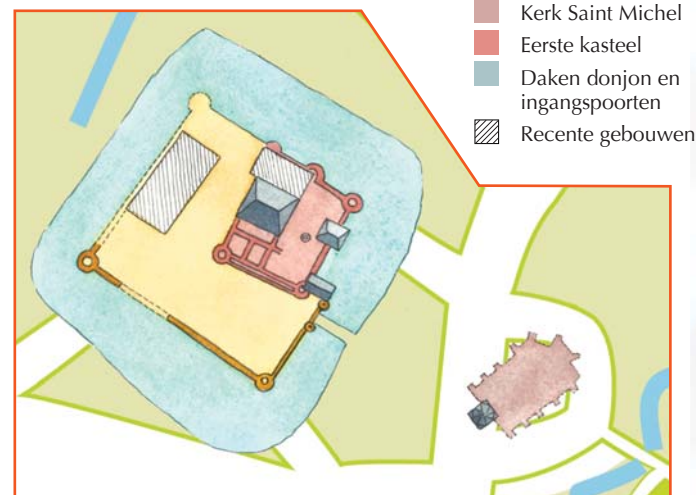 Kerk Saint Michel
Eerste kasteel
Daken donjon en
ingangspoorten
Recente gebouwen